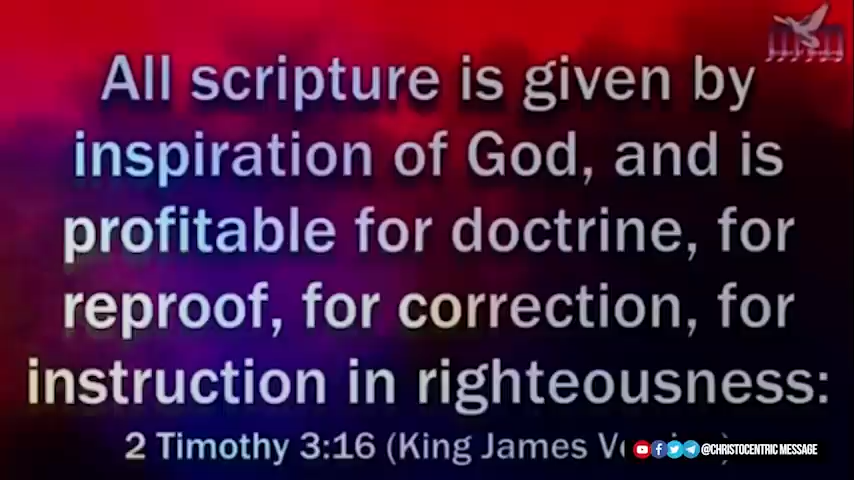 All scripture is given by
inspiration of God, and is
profitable for doctrine, for
reproof, for correction, for
instruction in righteousness:
2 Timothy 3:16 (King James
@CHRISTOCENTRIC MESSAGE